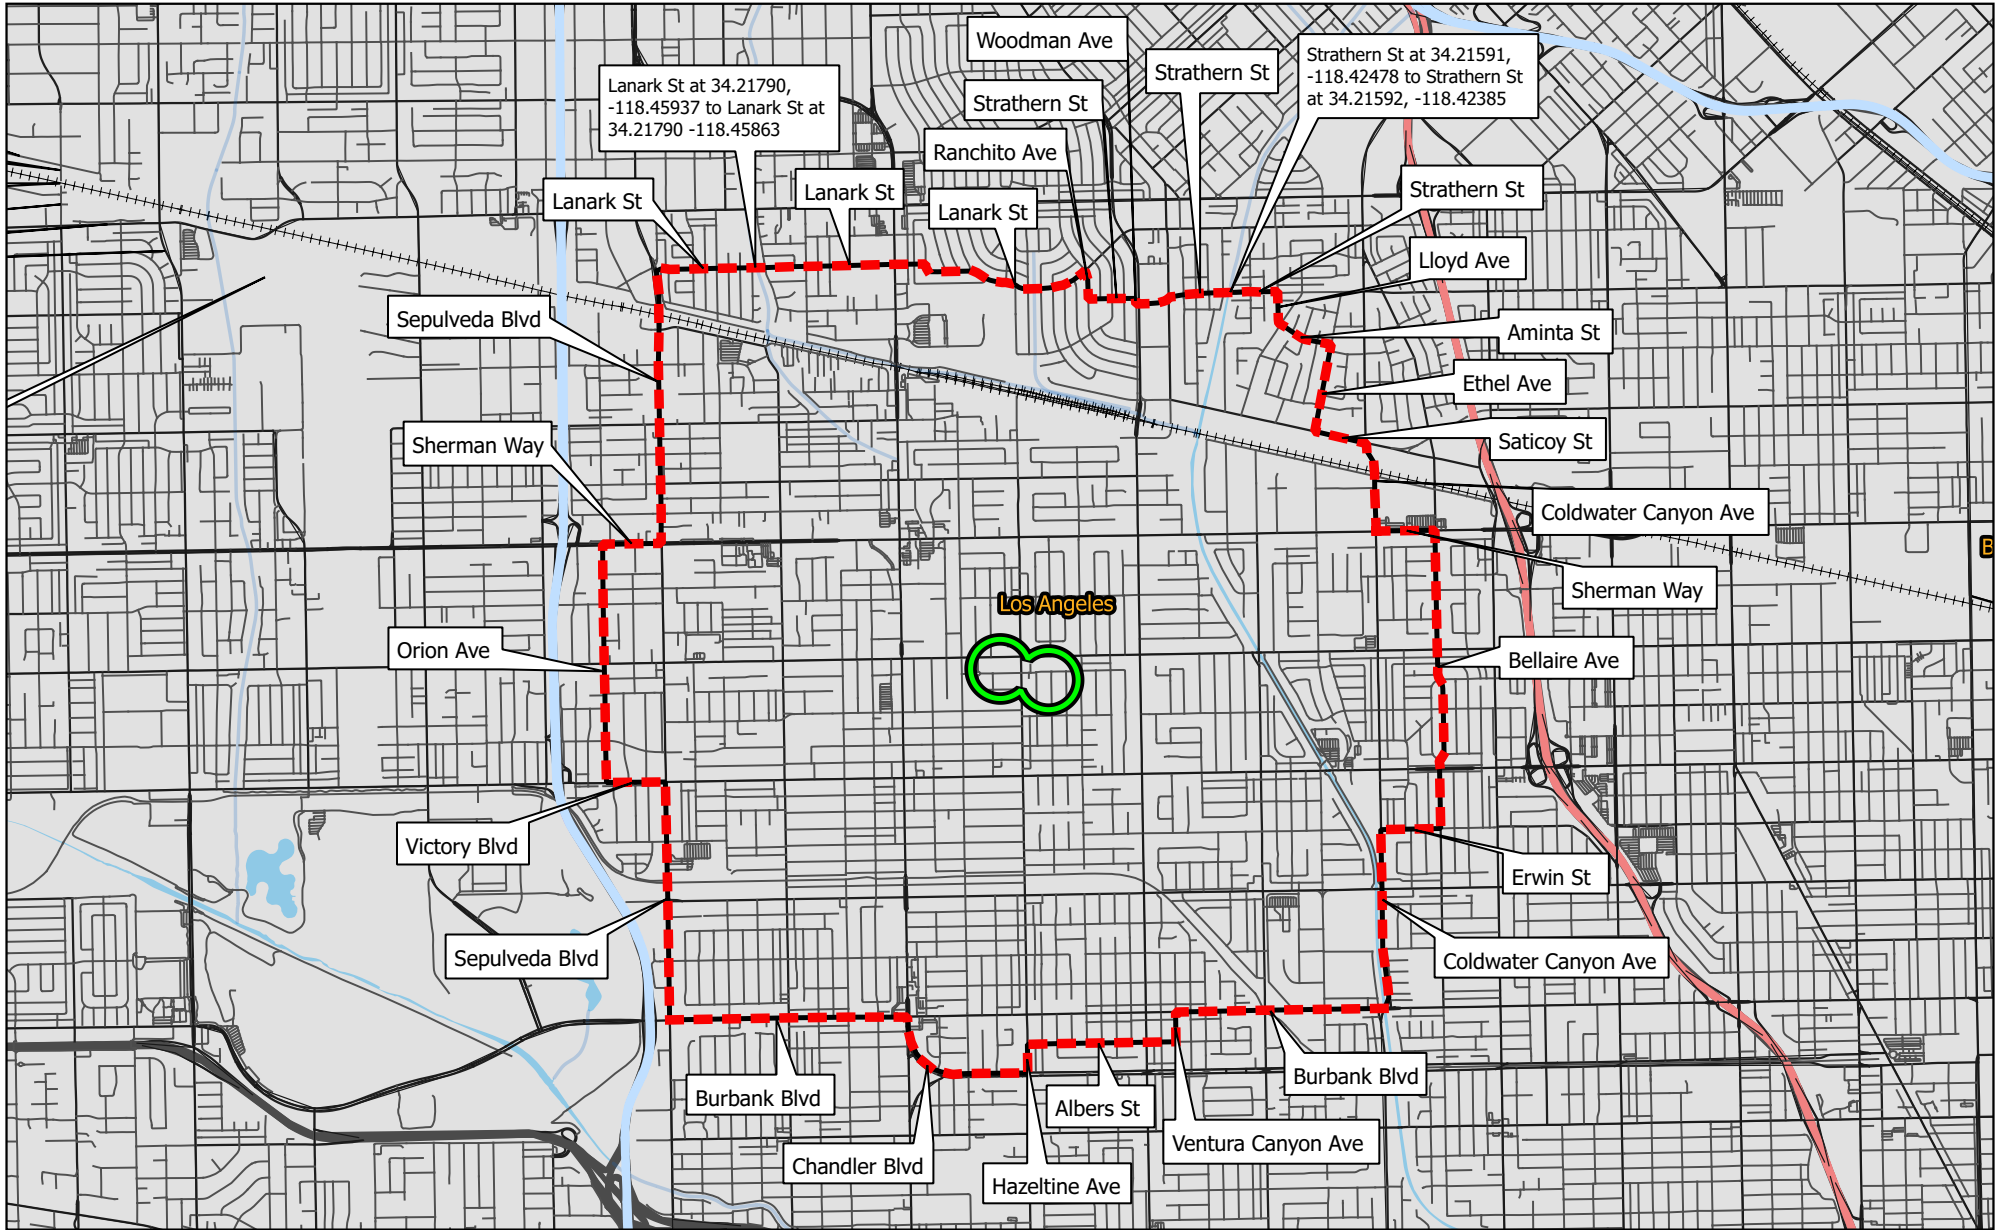 Woodman Ave
Strathern St
Strathern St at 34.21591,
-118.42478 to Strathern St
at 34.21592, -118.42385
Lanark St at 34.21790,
-118.45937 to Lanark St at
34.21790 -118.45863
Strathern St
Ranchito Ave
Lanark St
Lanark St
Lanark St
Strathern St
Lloyd Ave
Sepulveda Blvd
Aminta St
Ethel Ave
Sherman Way
Saticoy St
Coldwater Canyon Ave
B
Sherman Way
Los Angeles
Orion Ave
Bellaire Ave
Victory Blvd
Erwin St
Sepulveda Blvd
Coldwater Canyon Ave
Burbank Blvd
Burbank Blvd
Albers St
Ventura Canyon Ave
Chandler Blvd
Hazeltine Ave